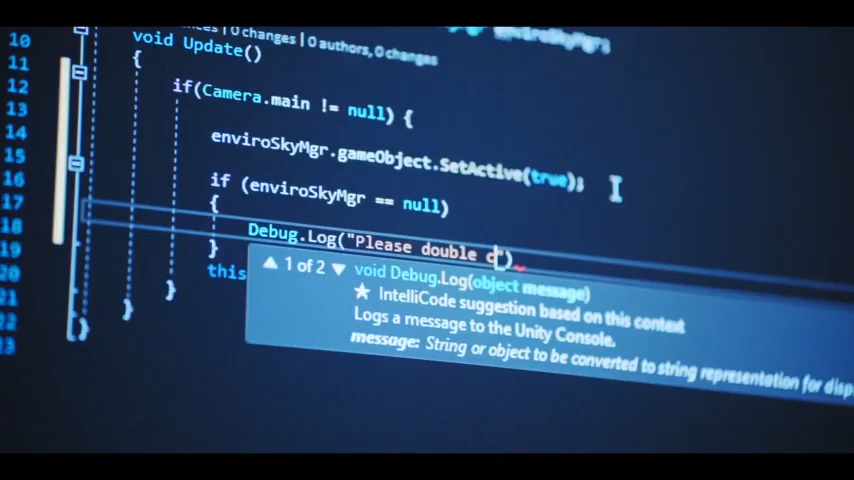 0 changes | 0 authors, 0 changes
10 void Update()
11 {
12 if(Camera.main != null) {
13
14 enviroSkyMgr.gameObject.SetActive(true);
15
16 if (enviroSkyMgr == null)
17 {
18 Debug.Log("Please double c")
19 }
20 this
21 }
22 }
23 }
1 of 2 void Debug.Log(object message)
★ IntelliCode suggestion based on this context
Logs a message to the Unity Console.
message: String or object to be converted to string representation for disp